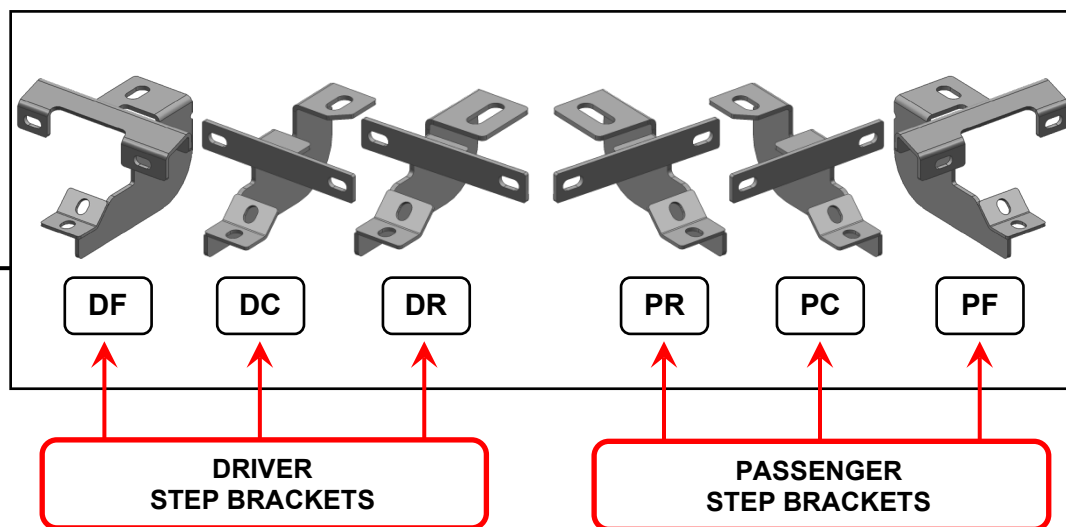 DF
DC
DR
PR
PC
PF
DRIVER
STEP BRACKETS
PASSENGER
STEP BRACKETS